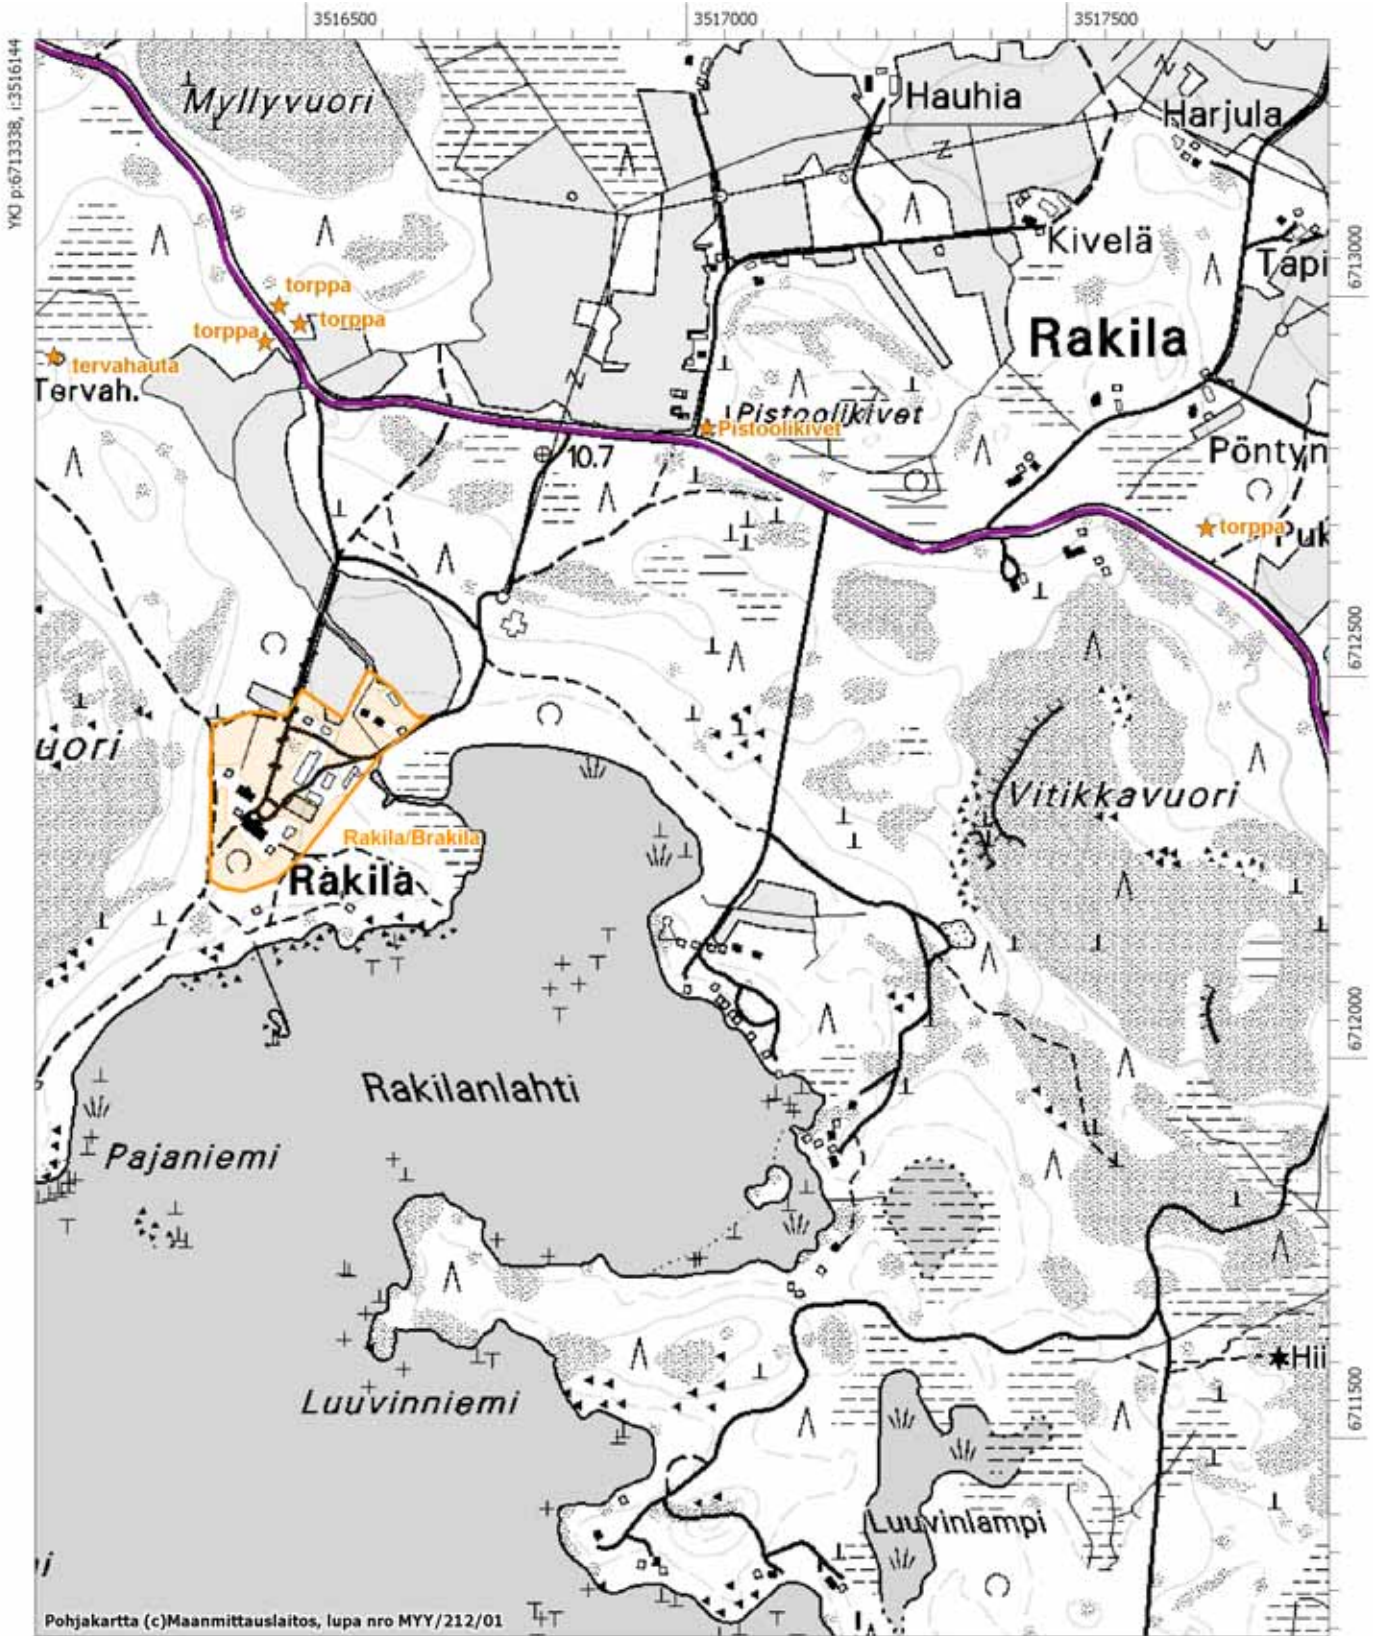 3516500
3517000
3517500
YKJ p:6713338, i:3516144
Myllyvuori
Hauhia
Harjula
Kivelä
Tapi
6713000
torppa
torppa
torppa
tervahauta
Tervah.
Rakila
Pistoolikivet
Pistoolikivet
10.7
Pöntyn
torppa
Puk
6712500
uori
Vitikkavuori
Rakila/Brakila
Rakila
6712000
Rakilanlahti
Pajaniemi
Hii
Luuvinniemi
6711500
Luuvinlampi
Pohjakartta (c)Maanmittauslaitos, lupa nro MYY/212/01